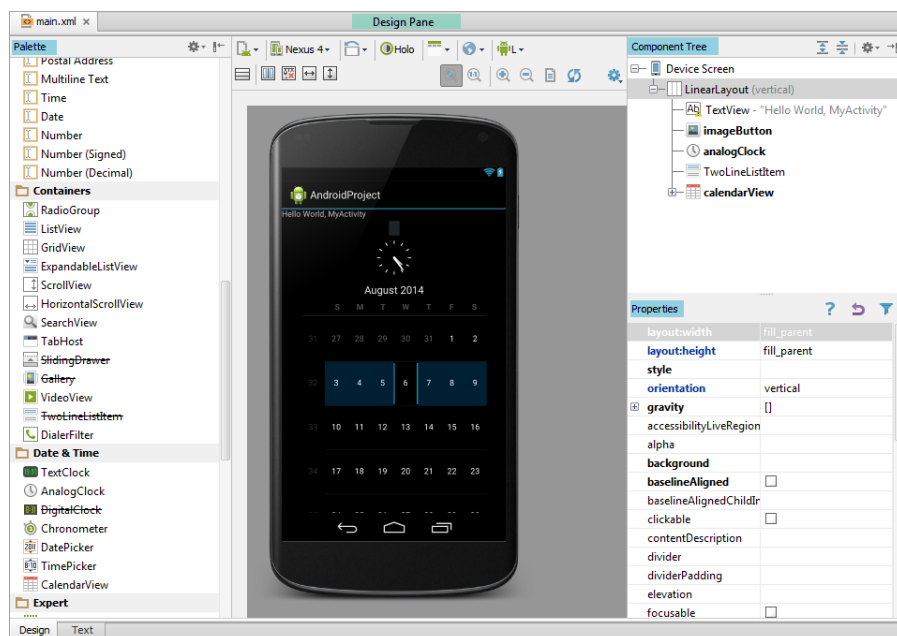 main.xml
Design Pane
Palette
Postal Address
Multiline Text
Time
Date
Number
Number (Signed)
Number (Decimal)
Containers
RadioGroup
ListView
GridView
ExpandableListView
ScrollView
HorizontalScrollView
SearchView
TabHost
SlidingDrawer
Gallery
VideoView
TwoLineListItem
DialerFilter
Date & Time
TextClock
AnalogClock
DigitalClock
Chronometer
DatePicker
TimePicker
CalendarView
Expert
Design Text
Nexus 4 Holo L
1:1
AndroidProject
Hello World, MyActivity
August 2014
S M T W T F S
31 27 28 29 30 31 1 2
32 3 4 5 6 7 8 9
33 10 11 12 13 14 15 16
34 17 18 19 20 21 22 23
Component Tree
Device Screen
LinearLayout (vertical)
Ab TextView - "Hello World, MyActivity"
imageButton
analogClock
TwoLineListItem
calendarView
Properties
layout:width fill_parent
layout:height fill_parent
style
orientation vertical
gravity []
accessibilityLiveRegion
alpha
background
baselineAligned
baselineAlignedChildIn
clickable
contentDescription
divider
dividerPadding
elevation
focusable